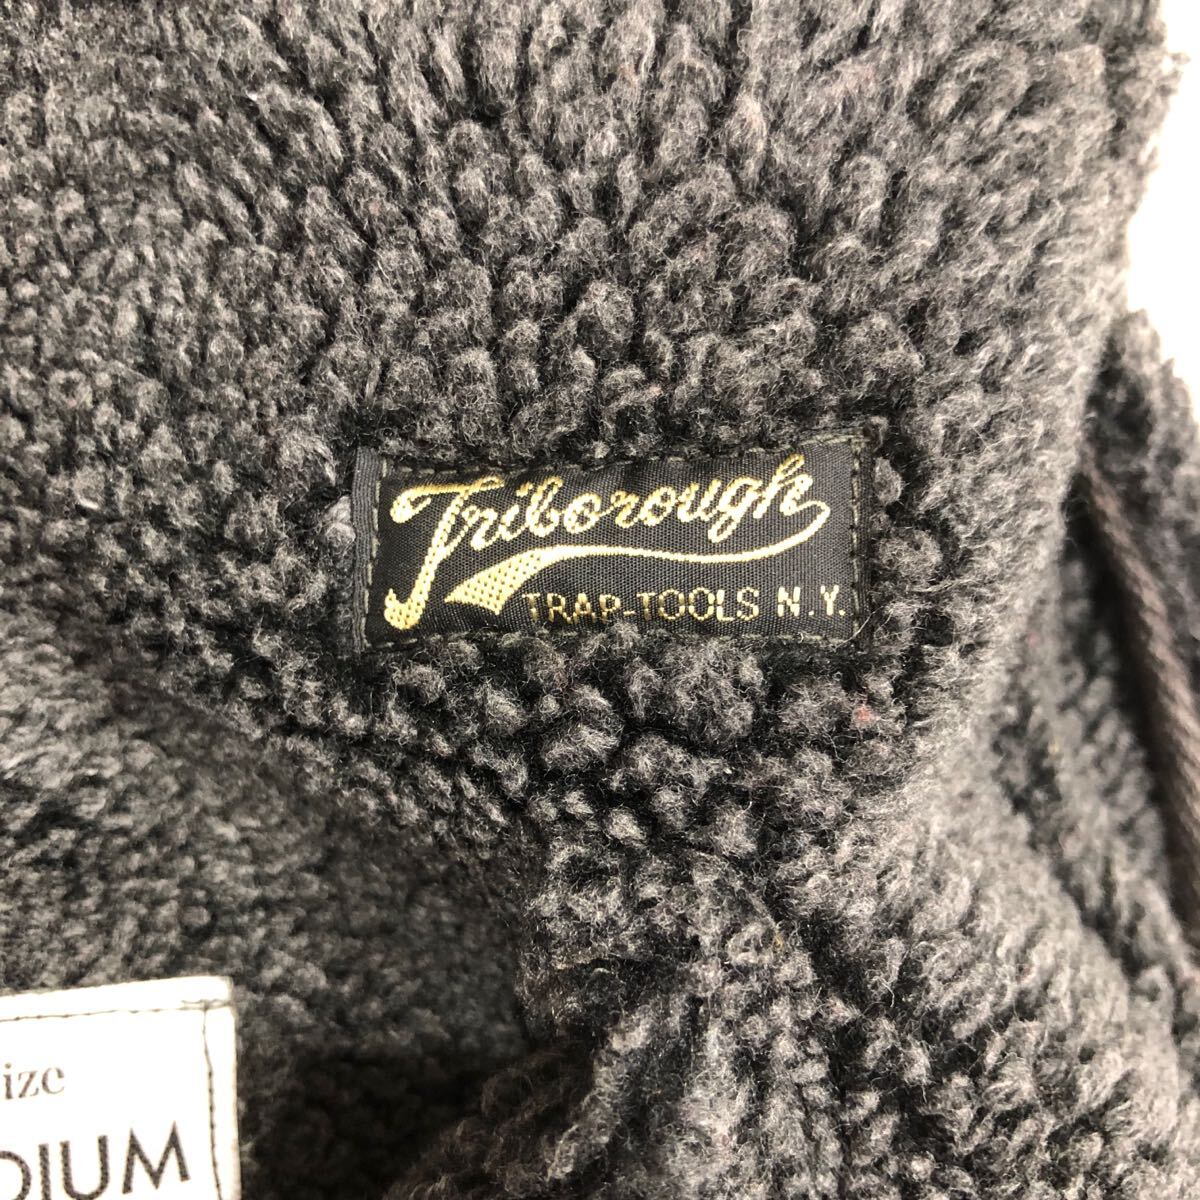 Triborough
TRAP-TOOLS N.Y.
ize
DIUM